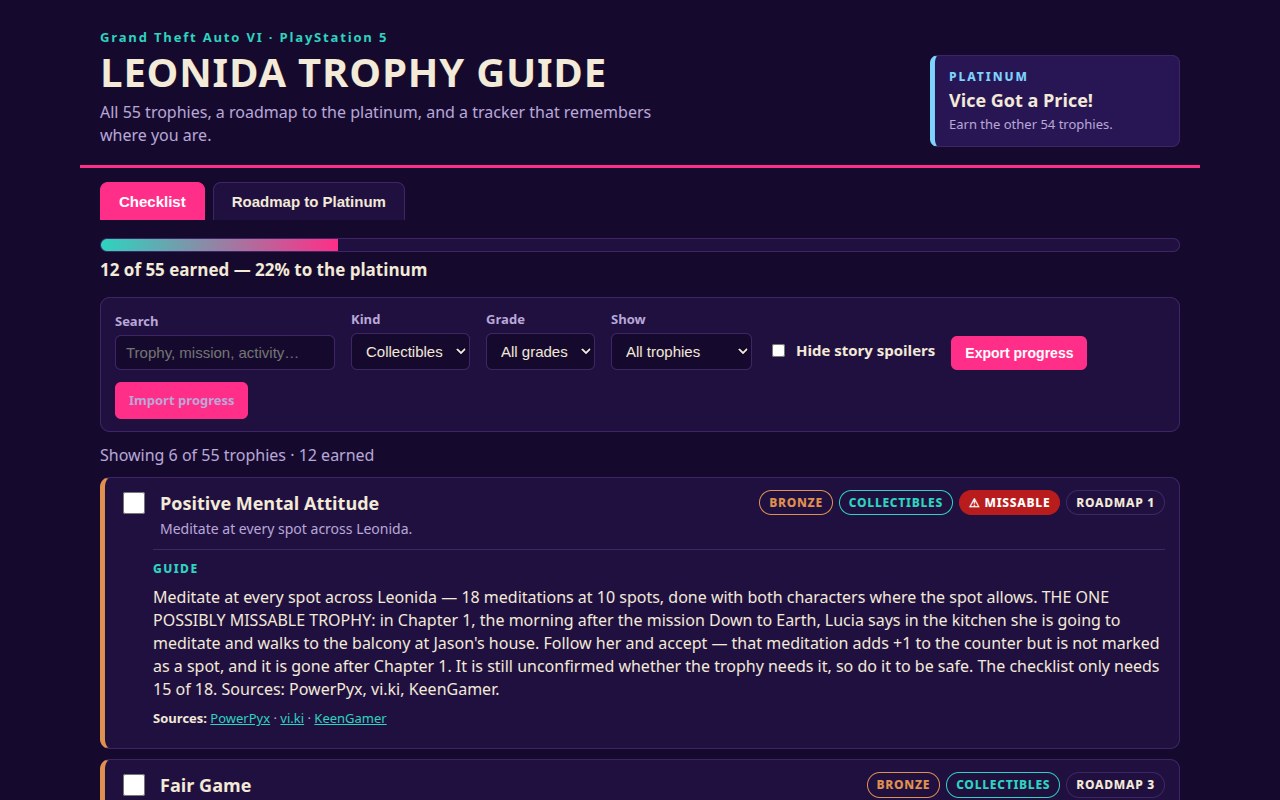 Grand Theft Auto VI · PlayStation 5
LEONIDA TROPHY GUIDE
All 55 trophies, a roadmap to the platinum, and a tracker that remembers
where you are.
PLATINUM
Vice Got a Price!
Earn the other 54 trophies.
Checklist
Roadmap to Platinum
12 of 55 earned — 22% to the platinum
Search
Trophy, mission, activity…
Kind
Collectibles
Grade
All grades
Show
All trophies
Hide story spoilers
Export progress
Import progress
Showing 6 of 55 trophies · 12 earned
Positive Mental Attitude
BRONZE
COLLECTIBLES
⚠ MISSABLE
ROADMAP 1
Meditate at every spot across Leonida.
GUIDE
Meditate at every spot across Leonida — 18 meditations at 10 spots, done with both characters where the spot allows. THE ONE
POSSIBLY MISSABLE TROPHY: in Chapter 1, the morning after the mission Down to Earth, Lucia says in the kitchen she is going to
meditate and walks to the balcony at Jason's house. Follow her and accept — that meditation adds +1 to the counter but is not marked
as a spot, and it is gone after Chapter 1. It is still unconfirmed whether the trophy needs it, so do it to be safe. The checklist only needs
15 of 18. Sources: PowerPyx, vi.ki, KeenGamer.
Sources: PowerPyx · vi.ki · KeenGamer
Fair Game
BRONZE
COLLECTIBLES
ROADMAP 3